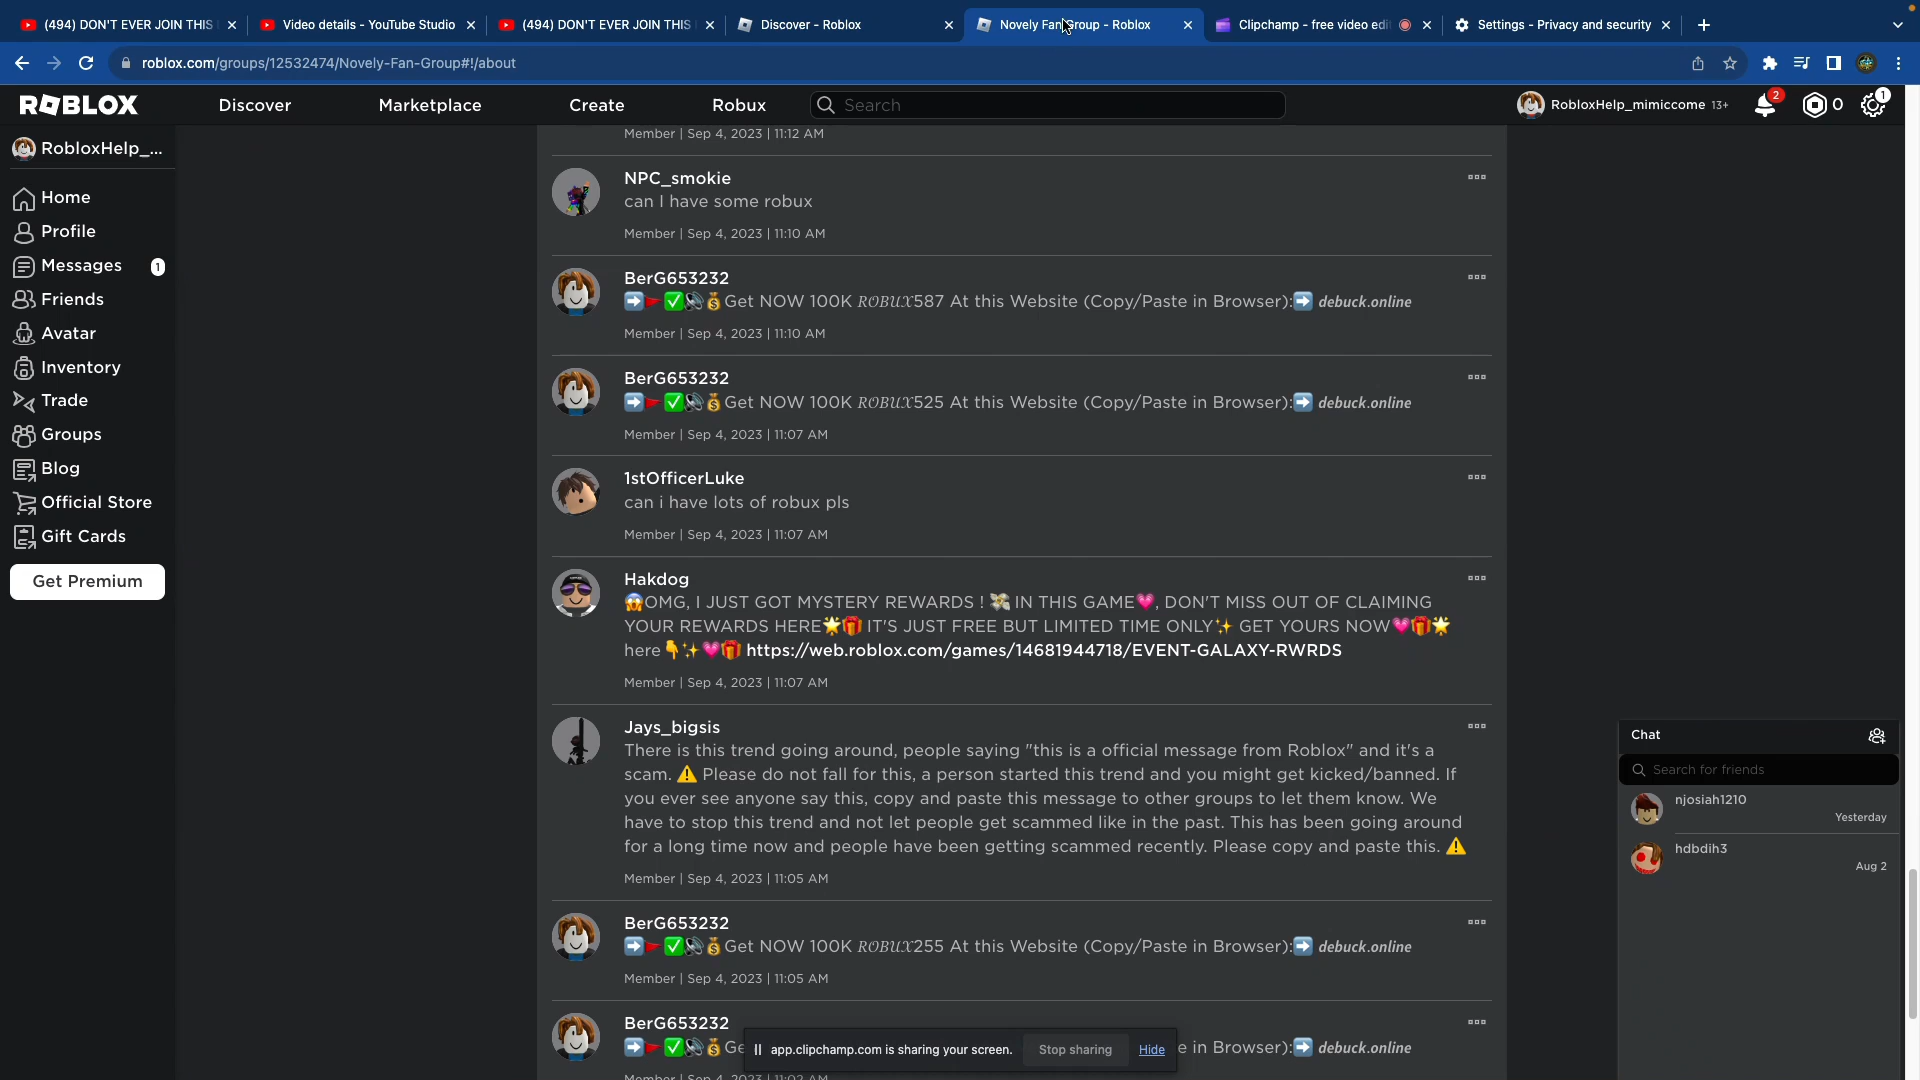 (494) DON'T EVER JOIN THIS
Video details - YouTube Studio
(494) DON'T EVER JOIN THIS
Discover - Roblox
Novely Fan Group - Roblox
Clipchamp - free video edi
Settings - Privacy and security
roblox.com/groups/12532474/Novely-Fan-Group#!/about
ROBLOX
Discover
Marketplace
Create
Robux
Search
RobloxHelp_mimiccome 13+
2
0
1
RobloxHelp_...
Home
Profile
Messages 1
Friends
Avatar
Inventory
Trade
Groups
Blog
Official Store
Gift Cards
Get Premium
Member | Sep 4, 2023 | 11:12 AM
NPC_smokie
can I have some robux
Member | Sep 4, 2023 | 11:10 AM
BerG653232
➡️🚩✅🔊💰Get NOW 100K 𝑅𝑂𝐵𝑈𝑋587 At this Website (Copy/Paste in Browser):➡️ debuck.online
Member | Sep 4, 2023 | 11:10 AM
BerG653232
➡️🚩✅🔊💰Get NOW 100K 𝑅𝑂𝐵𝑈𝑋525 At this Website (Copy/Paste in Browser):➡️ debuck.online
Member | Sep 4, 2023 | 11:07 AM
1stOfficerLuke
can i have lots of robux pls
Member | Sep 4, 2023 | 11:07 AM
Hakdog
😱OMG, I JUST GOT MYSTERY REWARDS ! 💸 IN THIS GAME💗, DON'T MISS OUT OF CLAIMING
YOUR REWARDS HERE🌟🎁 IT'S JUST FREE BUT LIMITED TIME ONLY✨ GET YOURS NOW💗🎁🌟
here👇✨💗🎁 https://web.roblox.com/games/14681944718/EVENT-GALAXY-RWRDS
Member | Sep 4, 2023 | 11:07 AM
Jays_bigsis
There is this trend going around, people saying "this is a official message from Roblox" and it's a
scam. ⚠️ Please do not fall for this, a person started this trend and you might get kicked/banned. If
you ever see anyone say this, copy and paste this message to other groups to let them know. We
have to stop this trend and not let people get scammed like in the past. This has been going around
for a long time now and people have been getting scammed recently. Please copy and paste this. ⚠️
Member | Sep 4, 2023 | 11:05 AM
BerG653232
➡️🚩✅🔊💰Get NOW 100K 𝑅𝑂𝐵𝑈𝑋255 At this Website (Copy/Paste in Browser):➡️ debuck.online
Member | Sep 4, 2023 | 11:05 AM
BerG653232
➡️🚩✅🔊💰Ge
e in Browser):➡️ debuck.online
Member | Sep 4, 2023 | 11:02 AM
app.clipchamp.com is sharing your screen.
Stop sharing
Hide
Chat
Search for friends
njosiah1210
Yesterday
hdbdih3
Aug 2